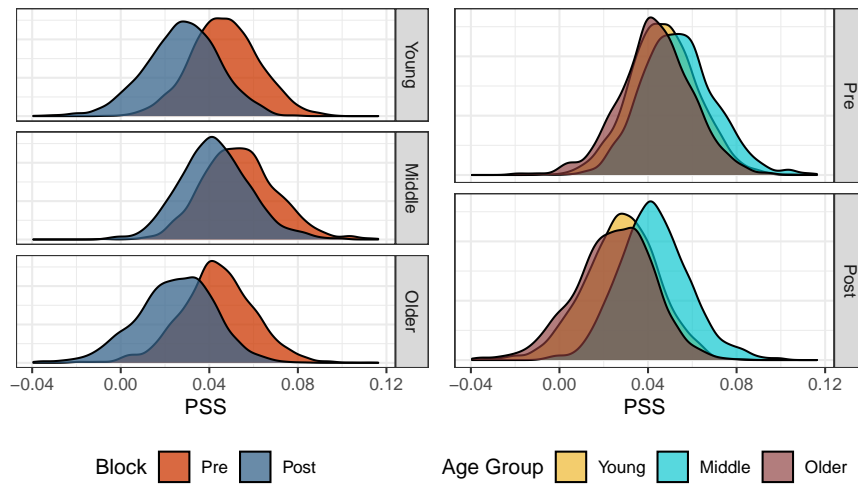 Young
Middle
Older
−0.04 0.00 0.04 0.08 0.12
PSS
Pre
Post
−0.04 0.00 0.04 0.08 0.12
PSS
Block Pre Post
Age Group Young Middle Older